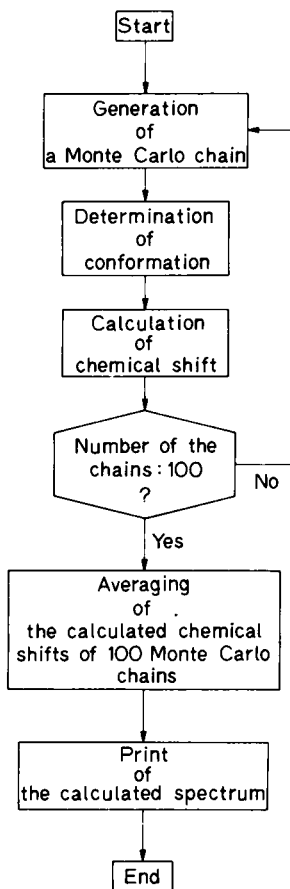 Start
Generation
of
a Monte Carlo chain
Determination
of
conformation
Calculation
of
chemical shift
Number of the
chains: 100
?
No
Yes
Averaging
of
the calculated chemical
shifts of 100 Monte Carlo
chains
Print
of
the calculated spectrum
End